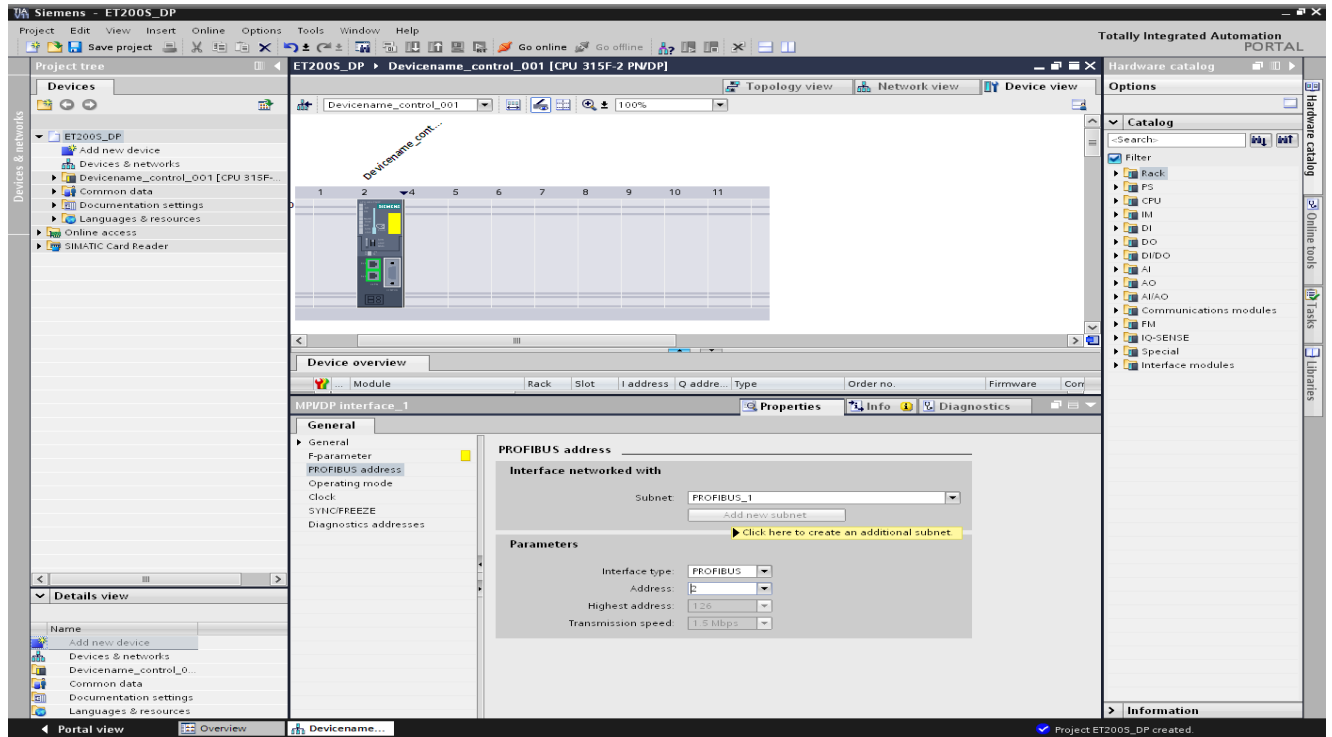 Siemens - ET200S_DP
Project Edit View Insert Online Options Tools Window Help
Totally Integrated Automation
PORTAL
Save project Go online Go offline
Project tree
Devices
ET200S_DP
Add new device
Devices & networks
Devicename_control_001 [CPU 315F-...
Common data
Documentation settings
Languages & resources
Online access
SIMATIC Card Reader
Details view
Name
Add new device
Devices & networks
Devicename_control_0...
Common data
Documentation settings
Languages & resources
Devices & networks
ET200S_DP ▸ Devicename_control_001 [CPU 315F-2 PN/DP]
Topology view Network view Device view
Devicename_control_001 100%
Devicename_cont...
1 2 4 5 6 7 8 9 10 11
SIEMENS
Device overview
... Module Rack Slot I address Q addre... Type Order no. Firmware Com
MPI/DP interface_1
Properties Info Diagnostics
General
General
F-parameter
PROFIBUS address
Operating mode
Clock
SYNC/FREEZE
Diagnostics addresses
PROFIBUS address
Interface networked with
Subnet: PROFIBUS_1
Add new subnet
Click here to create an additional subnet.
Parameters
Interface type: PROFIBUS
Address: 2
Highest address: 126
Transmission speed: 1.5 Mbps
Hardware catalog
Options
Catalog
<Search>
Filter
Rack
PS
CPU
IM
DI
DO
DI/DO
AI
AO
AI/AO
Communications modules
FM
IQ-SENSE
Special
Interface modules
Information
Hardware catalog
Online tools
Tasks
Libraries
Portal view Overview Devicename...
Project ET200S_DP created.